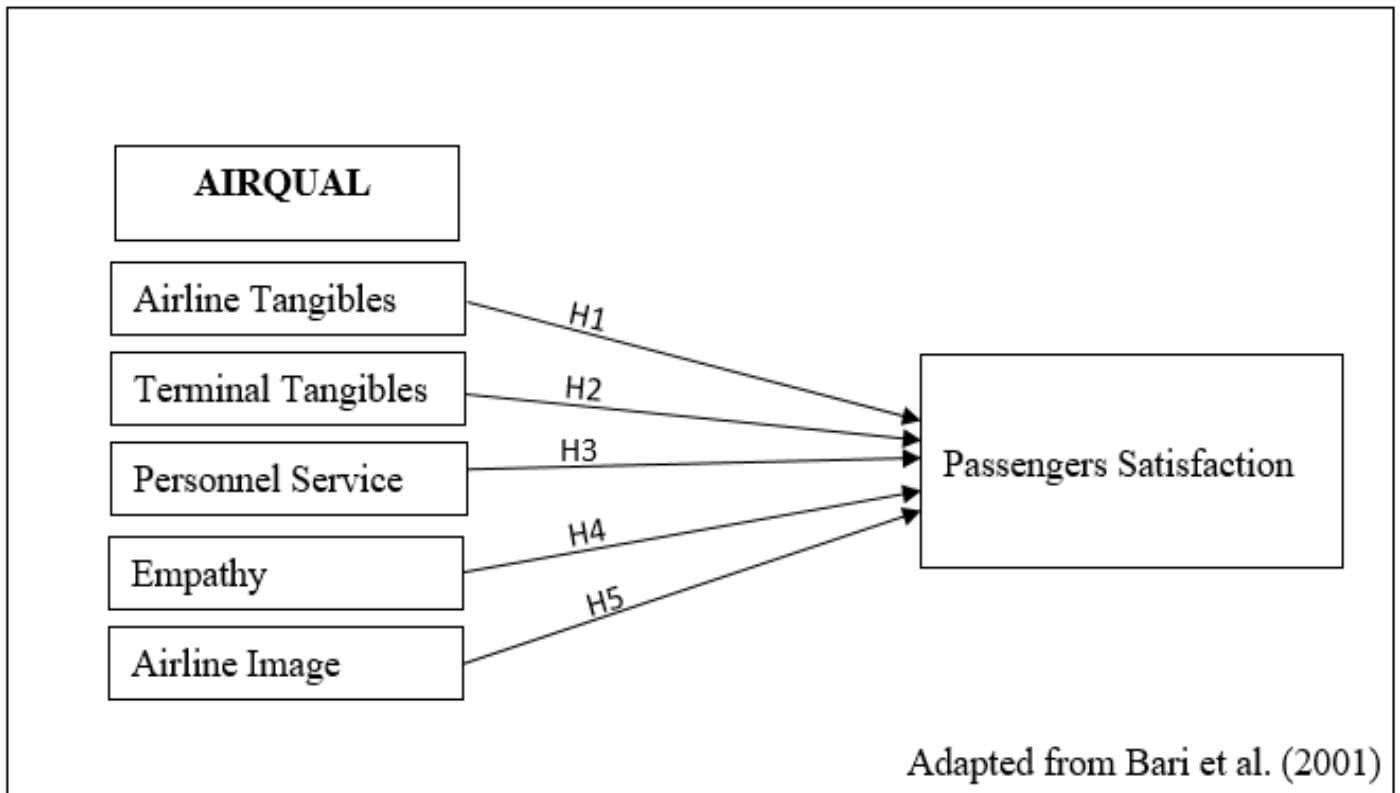 AIRQUAL
Airline Tangibles
Terminal Tangibles
Personnel Service
Empathy
Airline Image
H1
H2
H3
H4
H5
Passengers Satisfaction
Adapted from Bari et al. (2001)